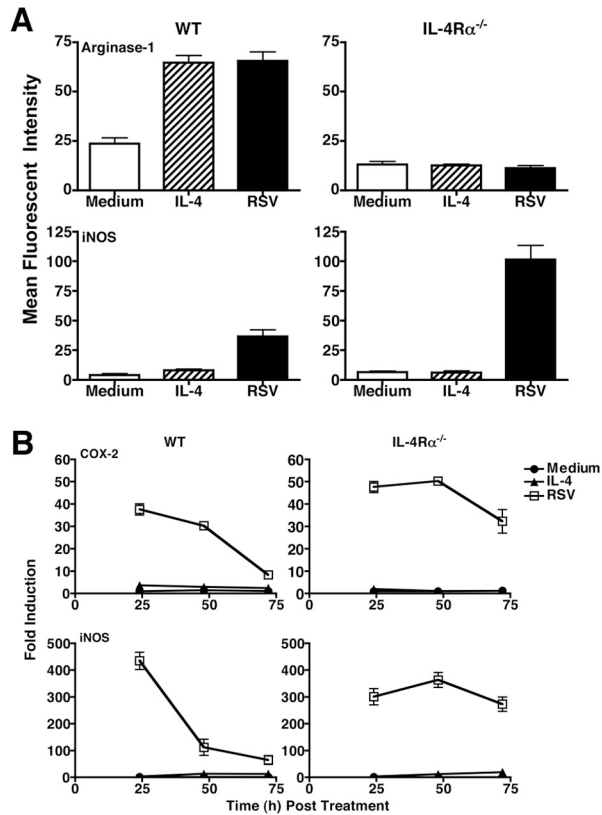 A
WT
IL-4Rα-/-
Mean Fluorescent Intensity
Arginase-1
75
50
25
0
Medium
IL-4
RSV
75
50
25
0
Medium
IL-4
RSV
iNOS
125
100
75
50
25
0
Medium
IL-4
RSV
125
100
75
50
25
0
Medium
IL-4
RSV
B
WT
IL-4Rα-/-
Fold Induction
COX-2
60
50
40
30
20
10
0
0
25
50
75
60
50
40
30
20
10
0
0
25
50
75
Medium
IL-4
RSV
iNOS
500
400
300
200
100
0
0
25
50
75
500
400
300
200
100
0
0
25
50
75
Time (h) Post Treatment